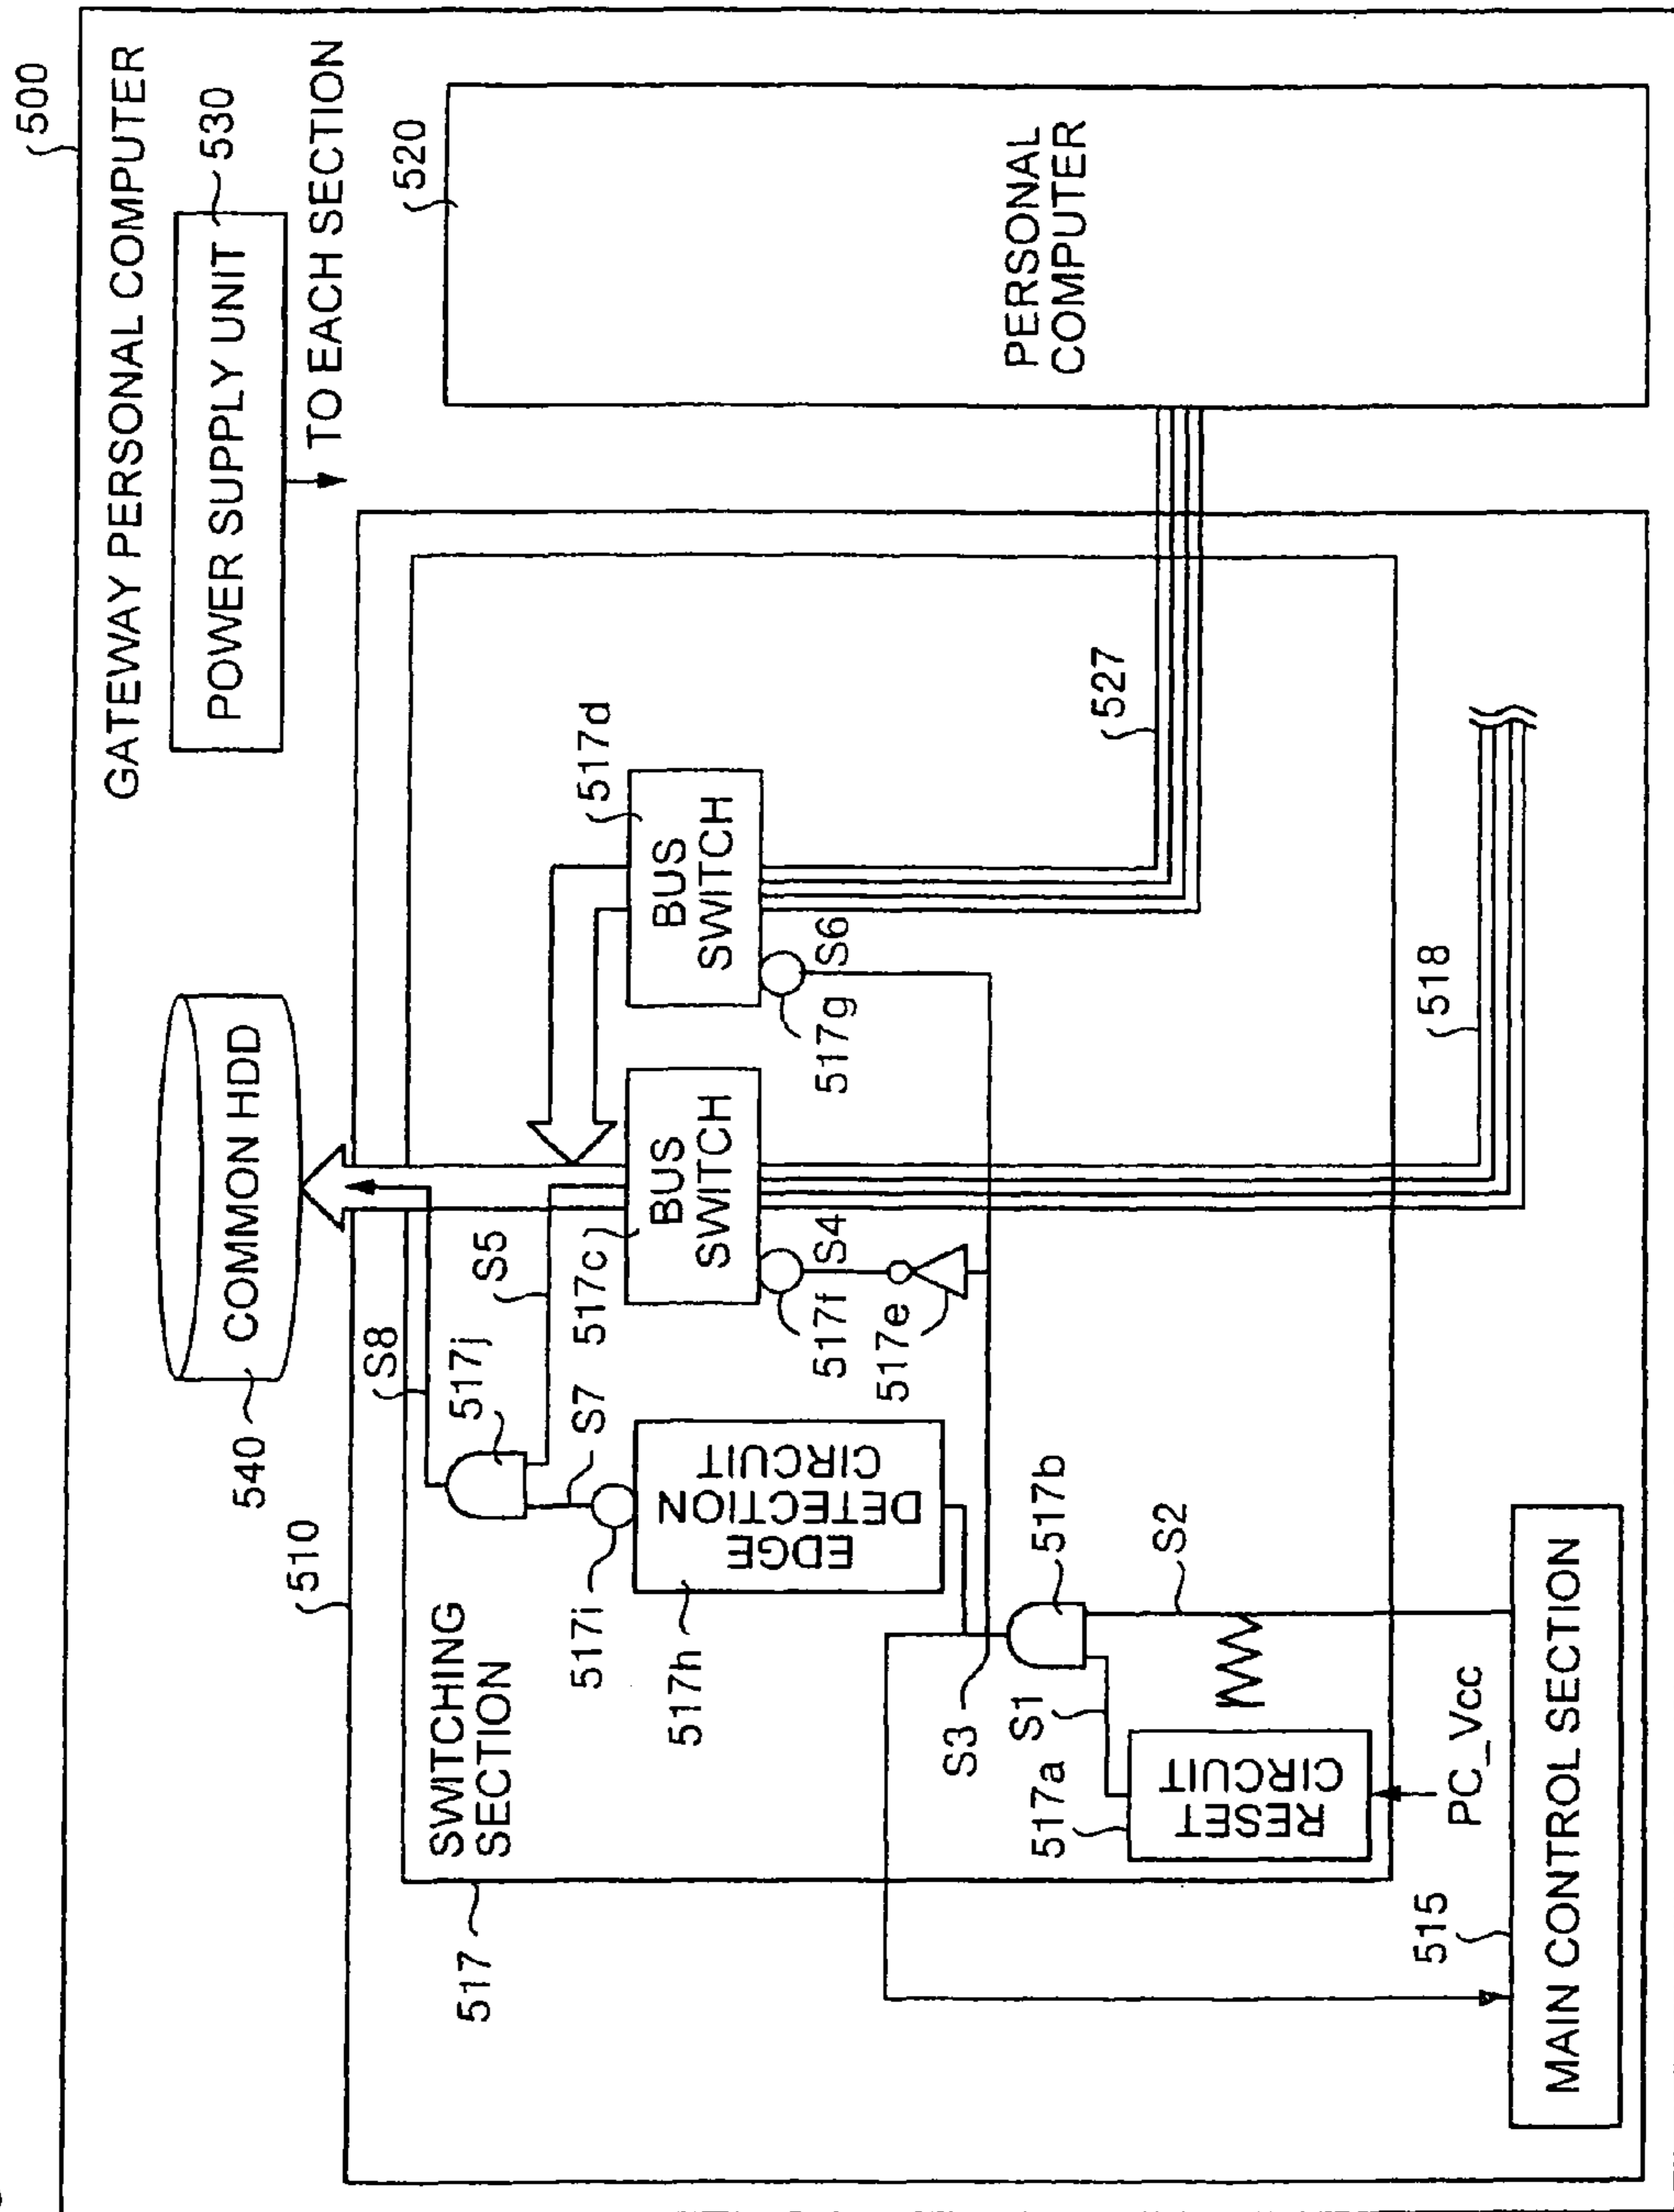 500
GATEWAY PERSONAL COMPUTER
POWER SUPPLY UNIT
530
TO EACH SECTION
520
PERSONAL
COMPUTER
COMMON HDD
540
510
517
SWITCHING
SECTION
S8
517j
S5
S7
517c
517i
517h
EDGE
DETECTION
CIRCUIT
BUS
SWITCH
517d
BUS
SWITCH
517f
S4
517g
S6
517e
527
S3
517b
S1
S2
517a
RESET
CIRCUIT
PC_Vcc
518
515
MAIN CONTROL SECTION